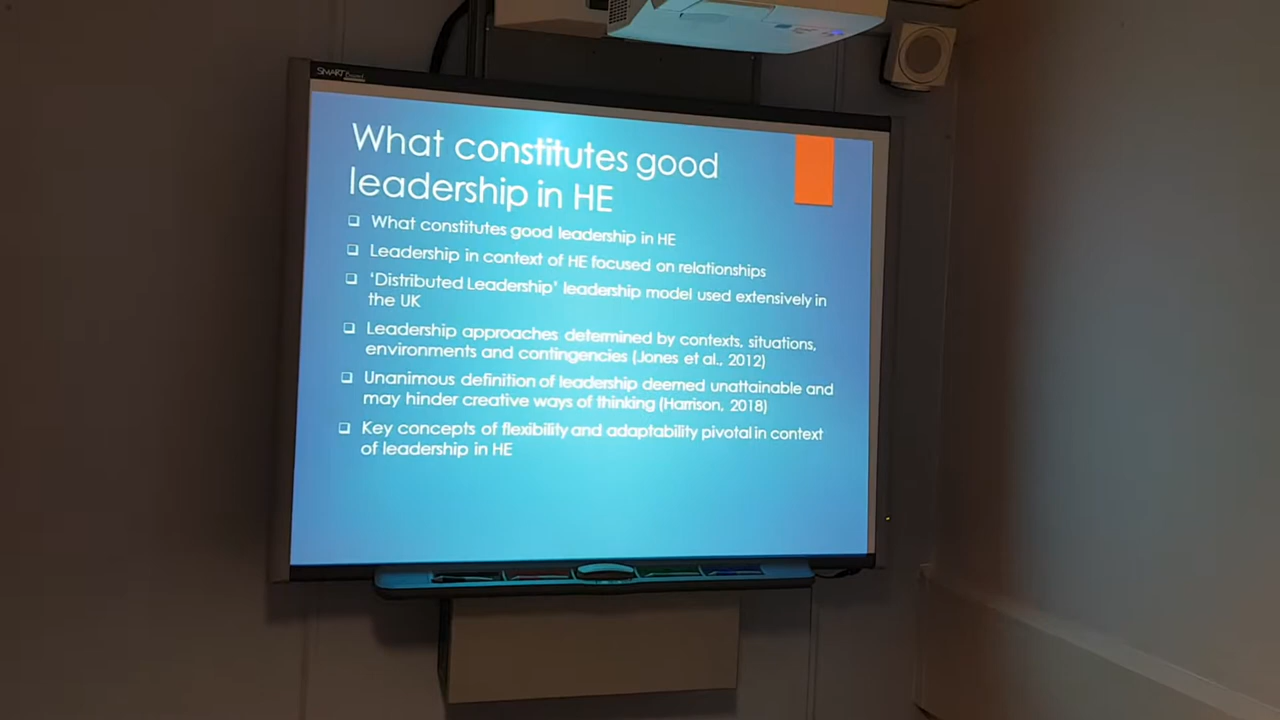 SMART Board
What constitutes good
leadership in HE
❑ What constitutes good leadership in HE
❑ Leadership in context of HE focused on relationships
❑ ‘Distributed Leadership’ leadership model used extensively in
the UK
❑ Leadership approaches determined by contexts, situations,
environments and contingencies (Jones et al., 2012)
❑ Unanimous definition of leadership deemed unattainable and
may hinder creative ways of thinking (Harrison, 2018)
❑ Key concepts of flexibility and adaptability pivotal in context
of leadership in HE